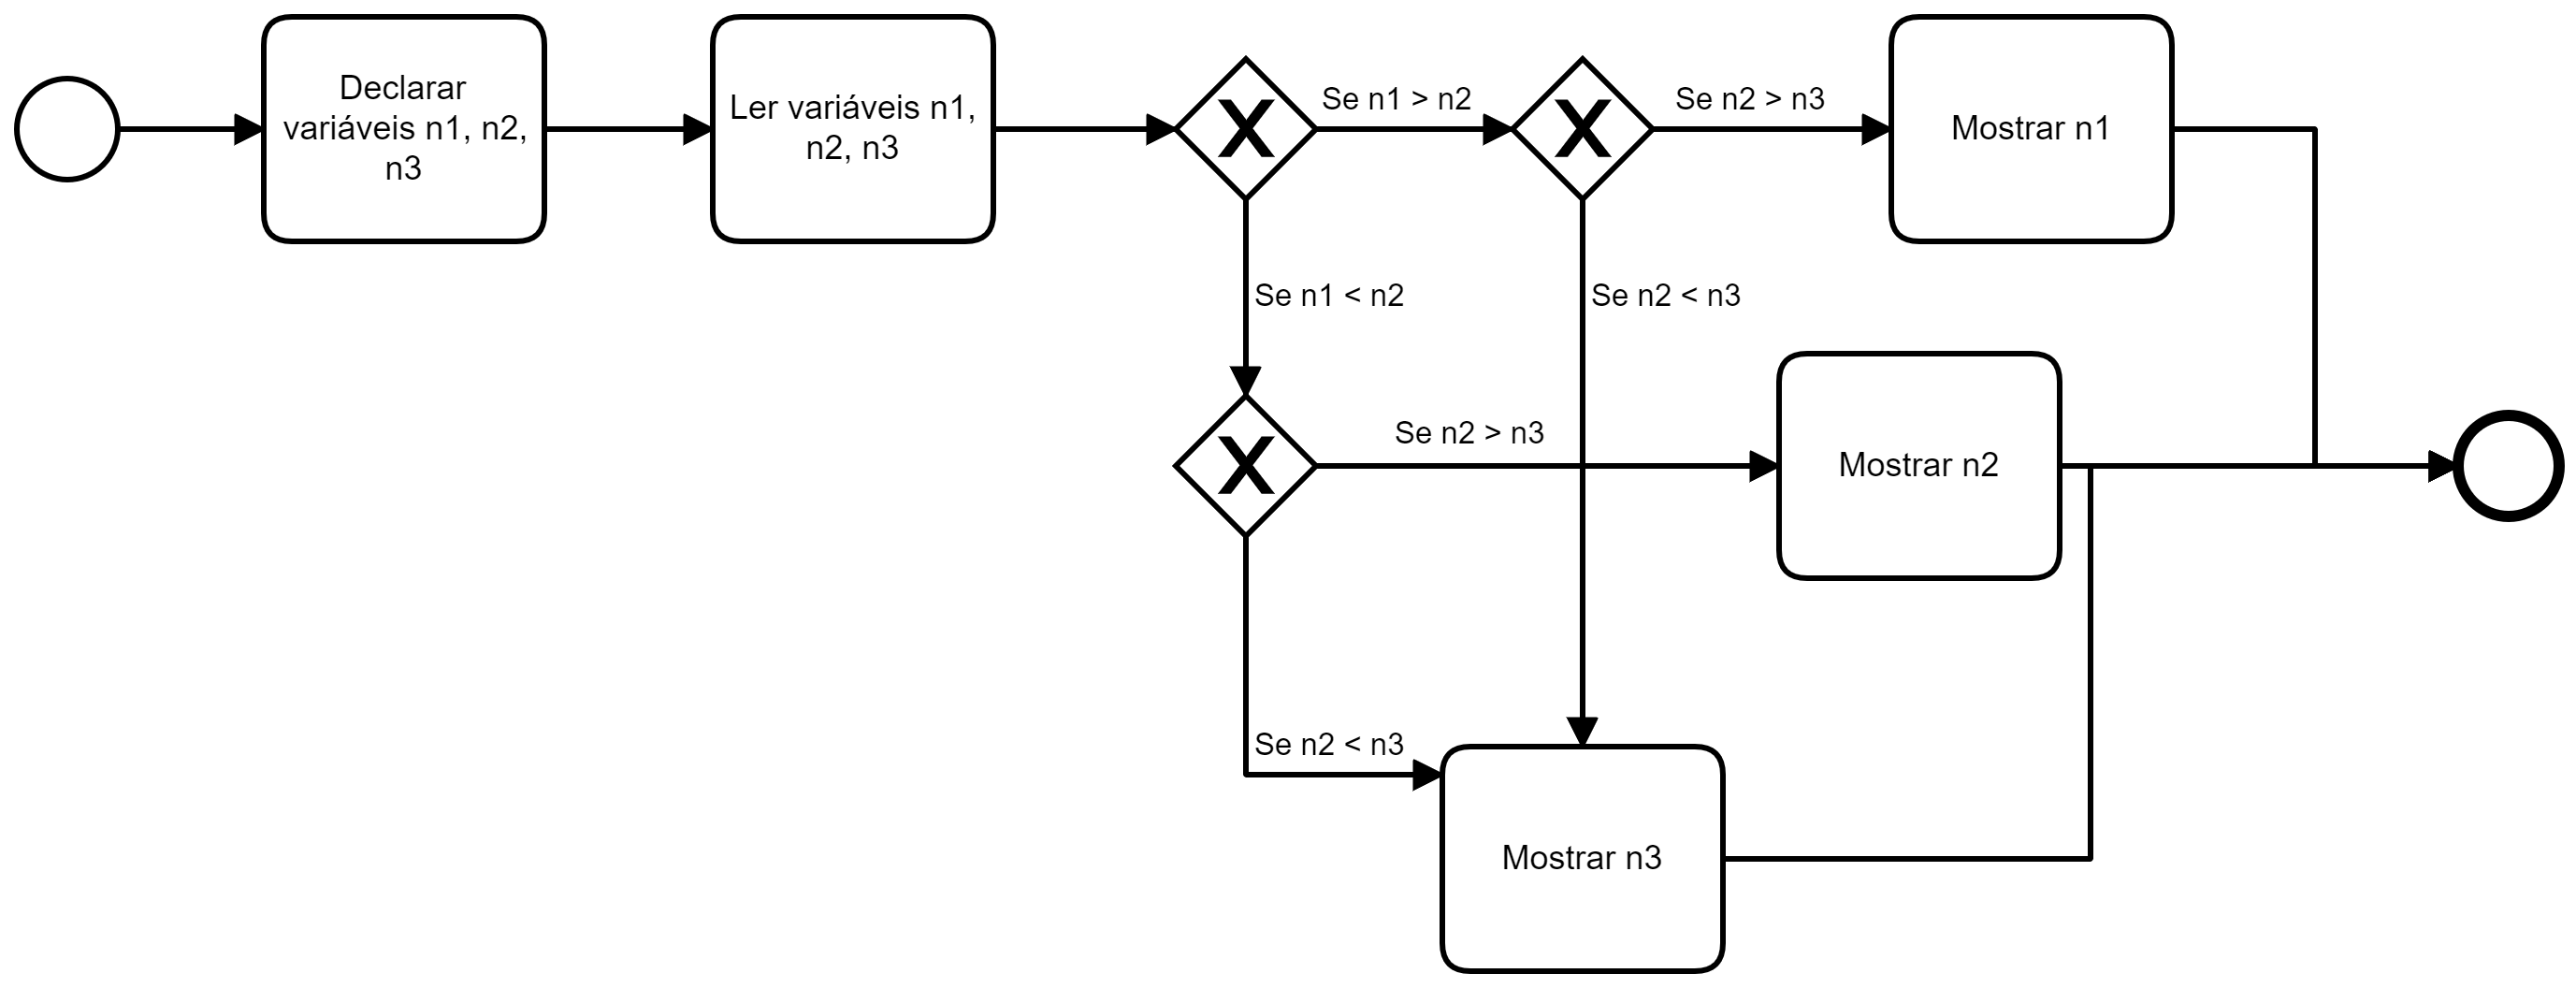 Declarar
variáveis n1, n2,
n3
Ler variáveis n1,
n2, n3
X
Se n1 > n2
X
Se n2 > n3
Mostrar n1
Se n1 < n2
Se n2 < n3
X
Se n2 > n3
Mostrar n2
Se n2 < n3
Mostrar n3